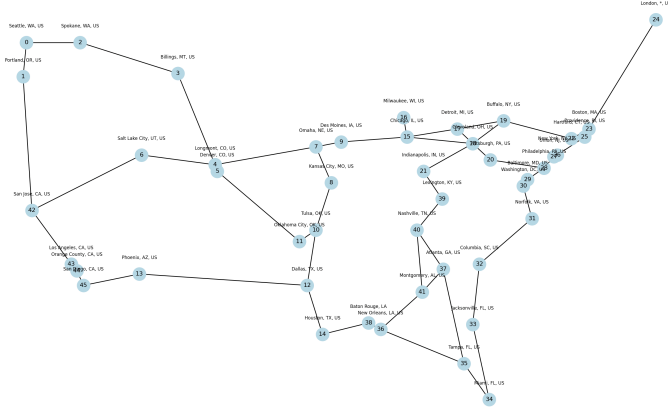 London, *, U
24
Seattle, WA, US
Spokane, WA, US
0
2
Portland, OR, US
1
Billings, MT, US
3
Milwaukee, WI, US
Chicago, IL, US
15
Detroit, MI, US
17
Buffalo, NY, US
19
Boston, MA, US
23
25
Des Moines, IA, US
9
Omaha, NE, US
7
Salt Lake City, UT, US
6
Longmont, CO, US
4
Denver, CO, US
5
Kansas City, MO, US
8
Indianapolis, IN, US
21
20
Philadelphia, PA, US
Baltimore, MD, US
Washington, DC, US
29
30
Lexington, KY, US
39
Norfolk, VA, US
31
San Jose, CA, US
42
Tulsa, OK, US
10
Oklahoma City, OK, US
11
Nashville, TN, US
40
Los Angeles, CA, US
43
Orange County, CA, US
San Diego, CA, US
45
Phoenix, AZ, US
13
Dallas, TX, US
12
Atlanta, GA, US
37
Columbia, SC, US
32
Montgomery, AL, US
41
Houston, TX, US
14
Baton Rouge, LA
38
New Orleans, LA, US
36
Jacksonville, FL, US
33
Tampa, FL, US
35
Miami, FL, US
34